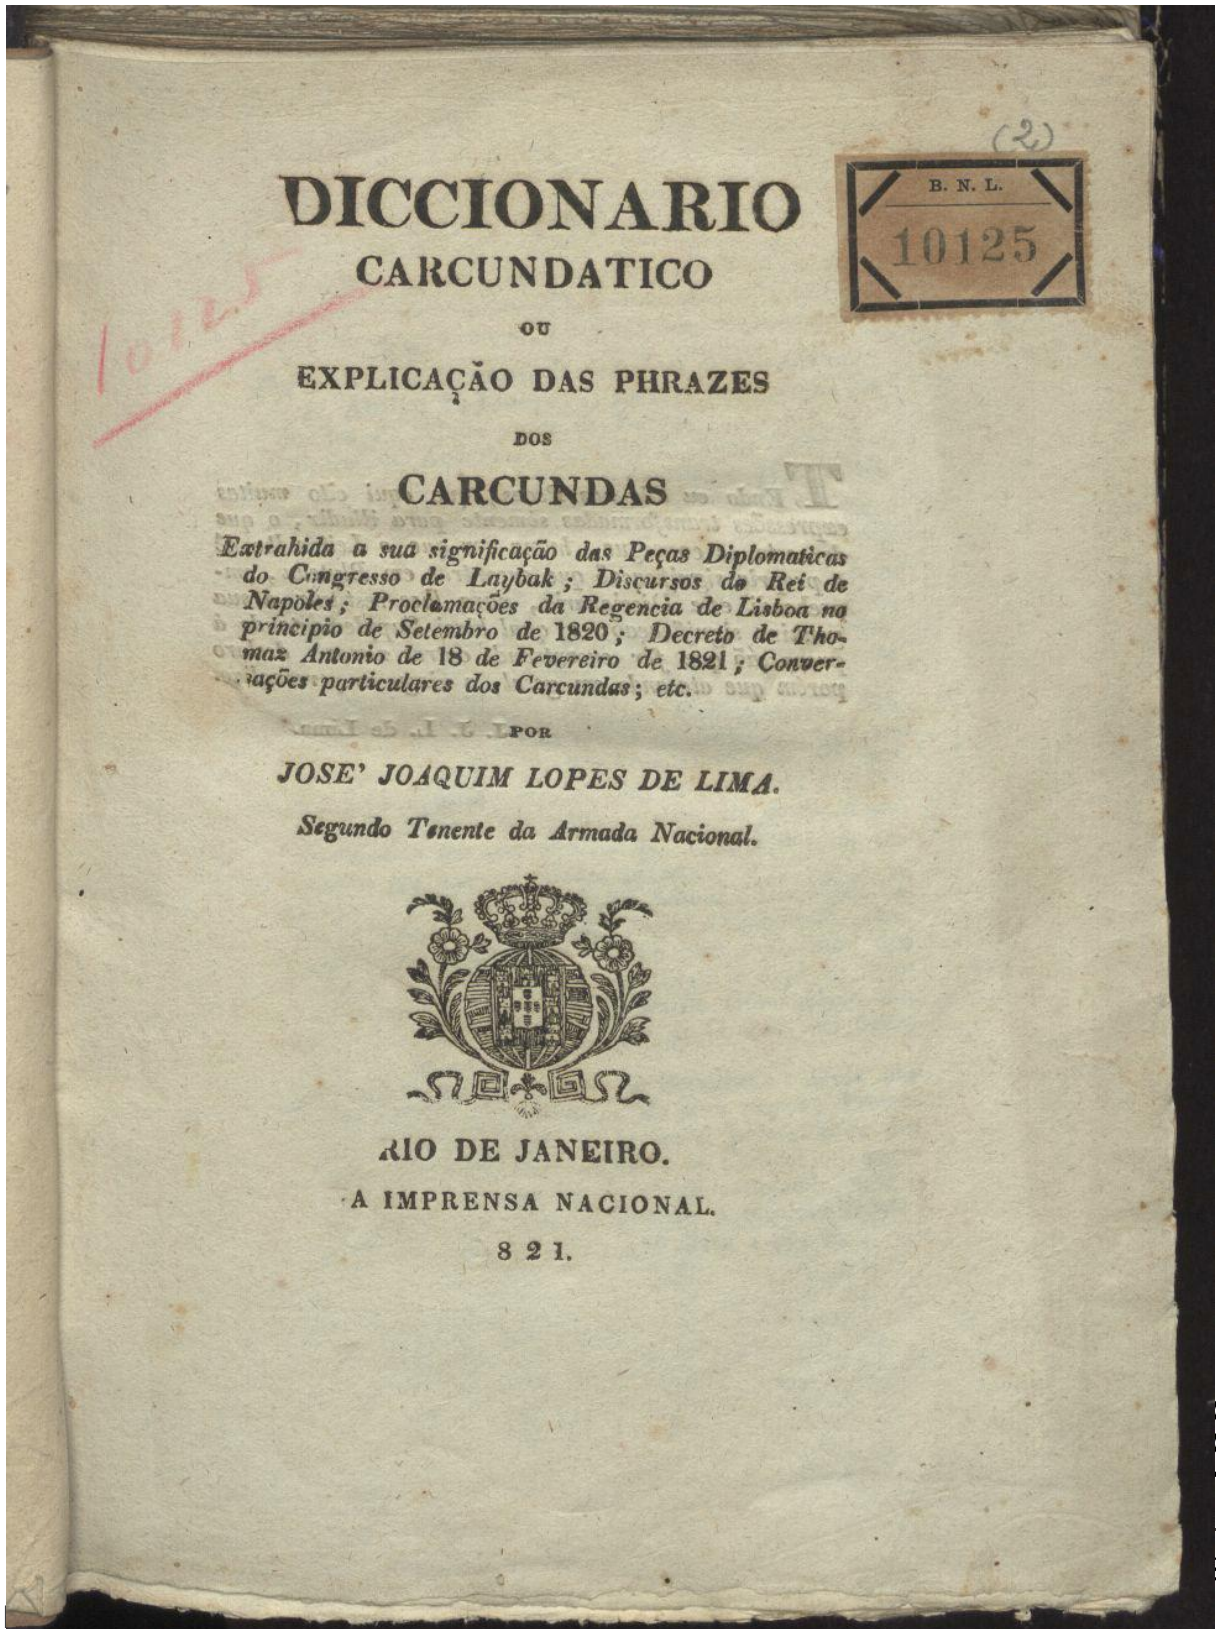 (2)
B. N. L.
10125
DICCIONARIO
CARCUNDATICO
OU
10125
EXPLICAÇÃO DAS PHRAZES
DOS
CARCUNDAS
Extrahida a sua significação das Peças Diplomaticas
do Congresso de Laybak ; Discursos do Rei de
Napoles ; Proclamações da Regencia de Lisboa no
principio de Setembro de 1820 ; Decreto de Tho-
maz Antonio de 18 de Fevereiro de 1821 ; Conver-
sações particulares dos Carcundas ; etc.
POR
JOSE' JOAQUIM LOPES DE LIMA.
Segundo Tenente da Armada Nacional.
RIO DE JANEIRO.
A IMPRENSA NACIONAL.
821.